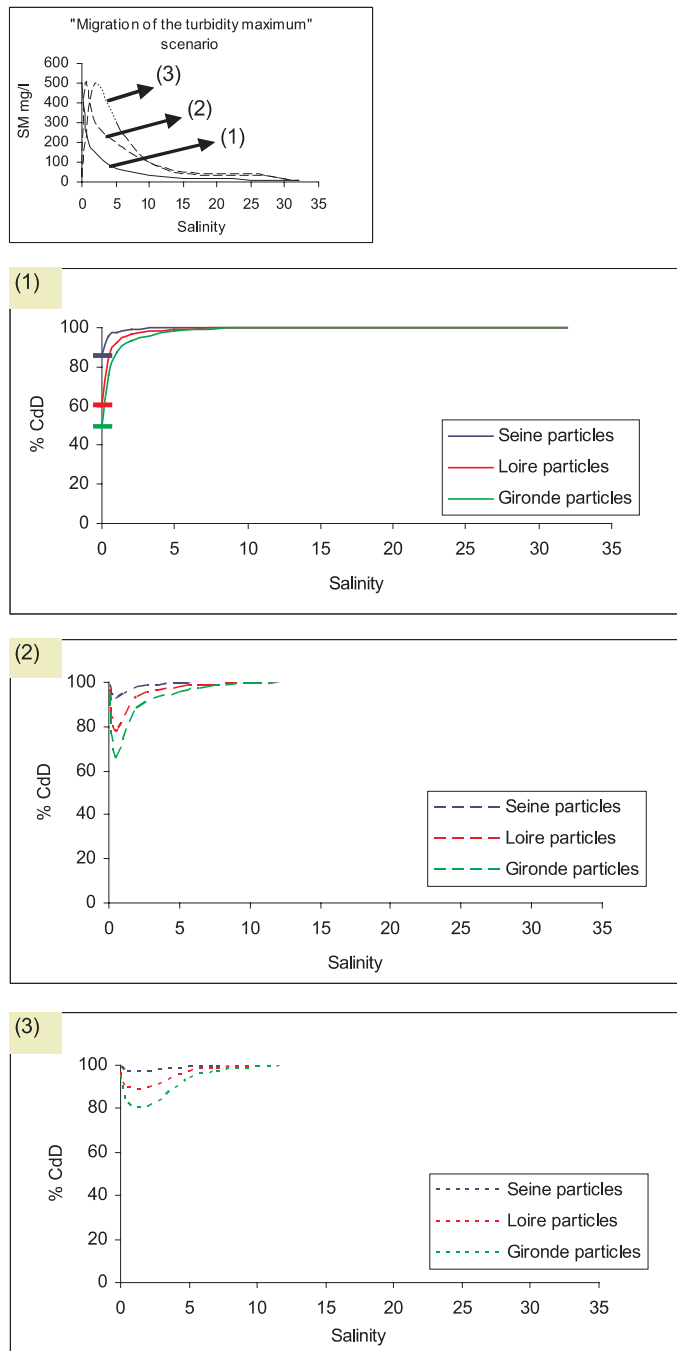 "Migration of the turbidity maximum"
scenario
SM mg/l
600
500
400
300
200
100
0
(3)
(2)
(1)
0 5 10 15 20 25 30 35
Salinity
(1)
% CdD
100
80
60
40
20
0
Seine particles
Loire particles
Gironde particles
0 5 10 15 20 25 30 35
Salinity
(2)
% CdD
100
80
60
40
20
0
Seine particles
Loire particles
Gironde particles
0 5 10 15 20 25 30 35
Salinity
(3)
% CdD
100
80
60
40
20
0
Seine particles
Loire particles
Gironde particles
0 5 10 15 20 25 30 35
Salinity